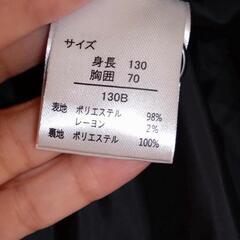 サイズ
身長 130
胸囲 70
130B
表地 ポリエステル 98%
レーヨン 2%
裏地 ポリエステル 100%